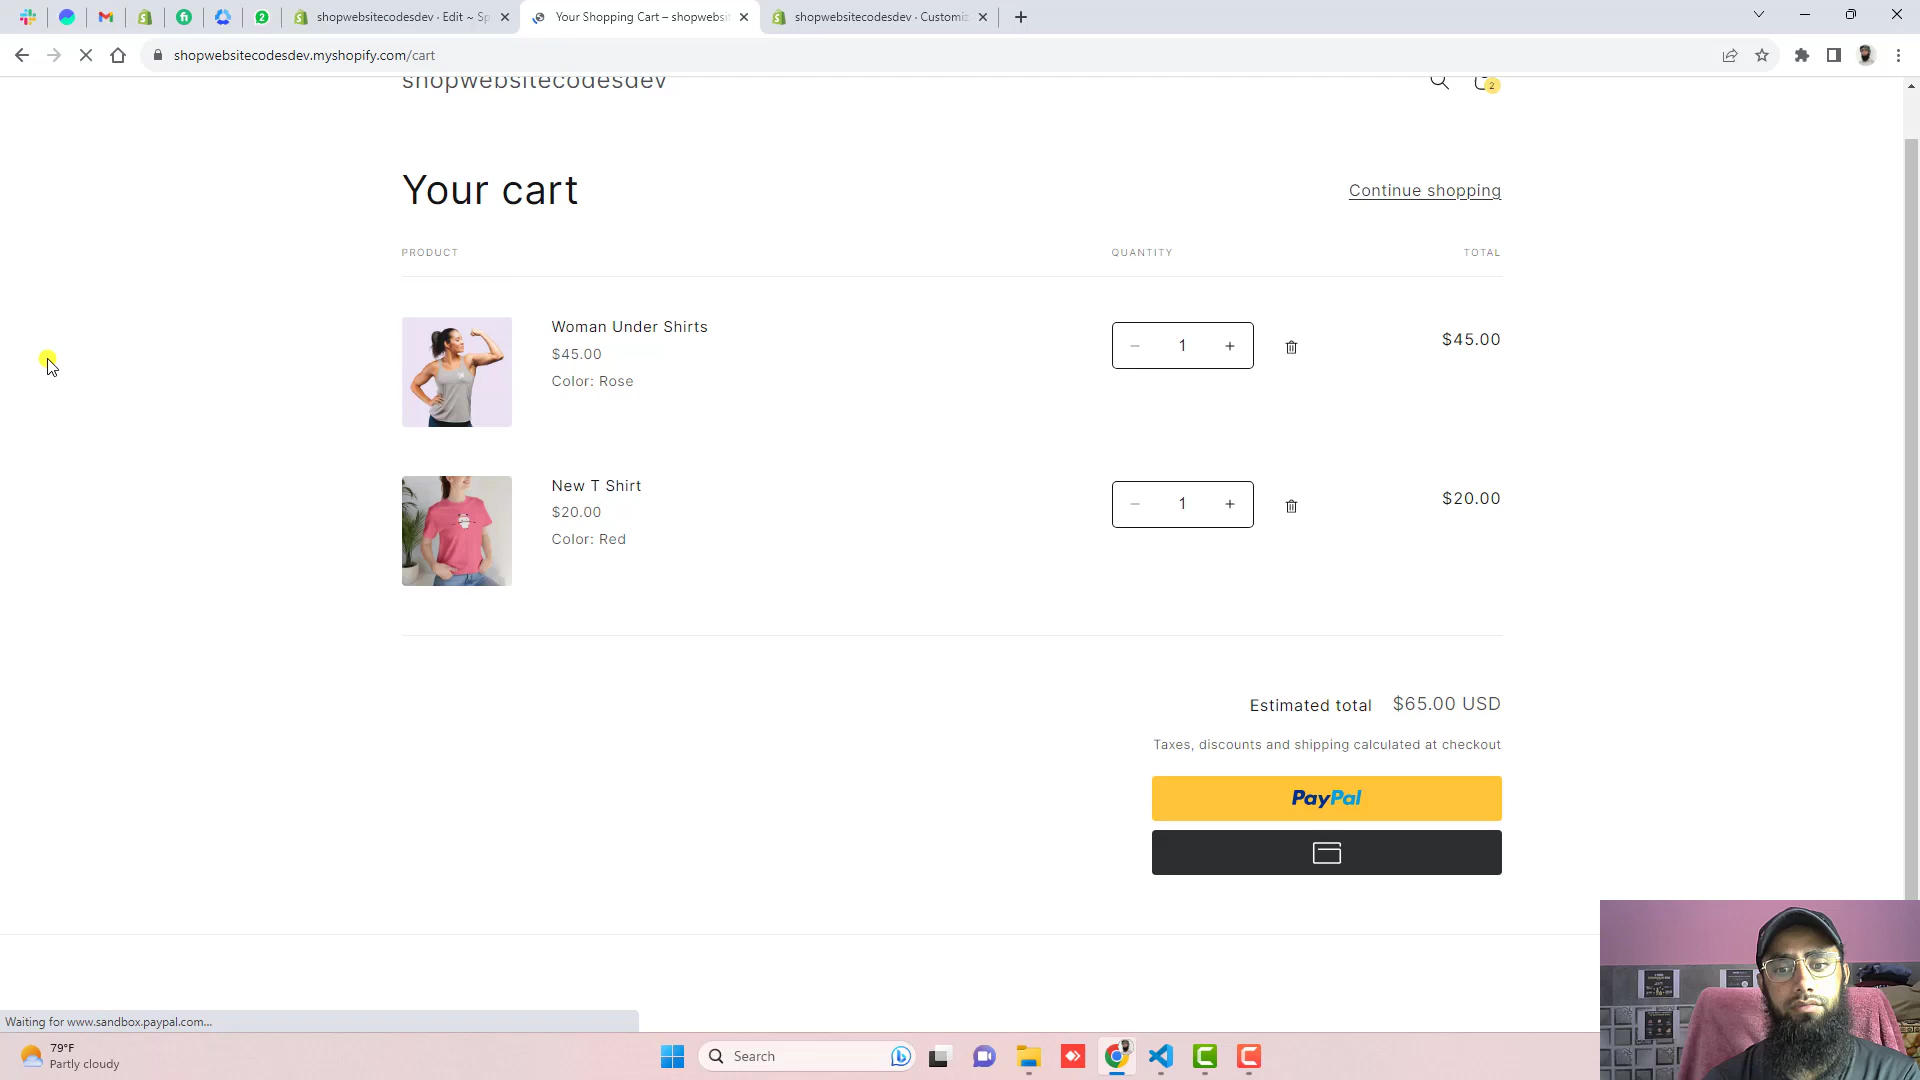 shopwebsitecodesdev · Edit ~ Sp
Your Shopping Cart – shopwebsit
shopwebsitecodesdev · Customiz
shopwebsitecodesdev.myshopify.com/cart
shopwebsitecodesdev
2
Your cart
Continue shopping
PRODUCT
QUANTITY
TOTAL
Woman Under Shirts
$45.00
Color: Rose
1
$45.00
New T Shirt
$20.00
Color: Red
1
$20.00
Estimated total $65.00 USD
Taxes, discounts and shipping calculated at checkout
PayPal
Waiting for www.sandbox.paypal.com...
79°F
Partly cloudy
Search